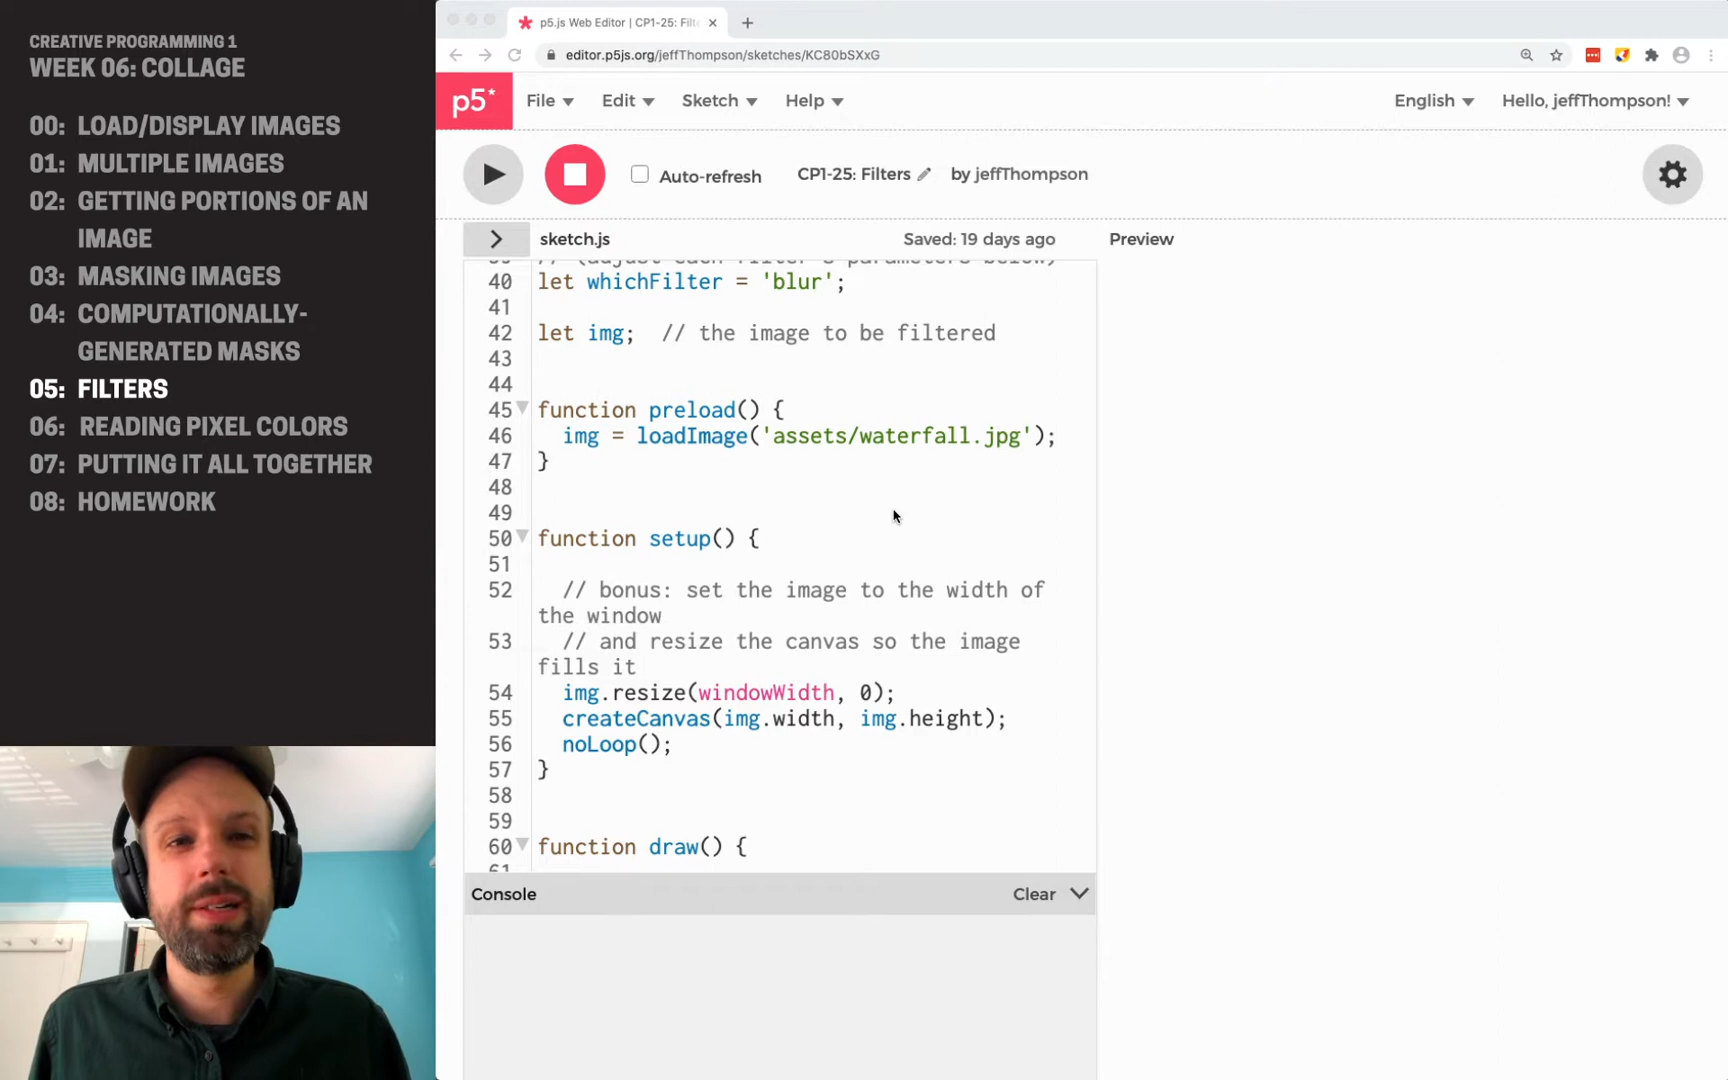 CREATIVE PROGRAMMING 1
WEEK 06: COLLAGE
00: LOAD/DISPLAY IMAGES
01: MULTIPLE IMAGES
02: GETTING PORTIONS OF AN
IMAGE
03: MASKING IMAGES
04: COMPUTATIONALLY-
GENERATED MASKS
05: FILTERS
06: READING PIXEL COLORS
07: PUTTING IT ALL TOGETHER
08: HOMEWORK
p5.js Web Editor | CP1-25: Filt
editor.p5js.org/jeffThompson/sketches/KC80bSXxG
p5* File Edit Sketch Help English Hello, jeffThompson!
Auto-refresh CP1-25: Filters by jeffThompson
sketch.js Saved: 19 days ago Preview
40 let whichFilter = 'blur';
41
42 let img; // the image to be filtered
43
44
45 function preload() {
46 img = loadImage('assets/waterfall.jpg');
47 }
48
49
50 function setup() {
51
52 // bonus: set the image to the width of
the window
53 // and resize the canvas so the image
fills it
54 img.resize(windowWidth, 0);
55 createCanvas(img.width, img.height);
56 noLoop();
57 }
58
59
60 function draw() {
Console Clear